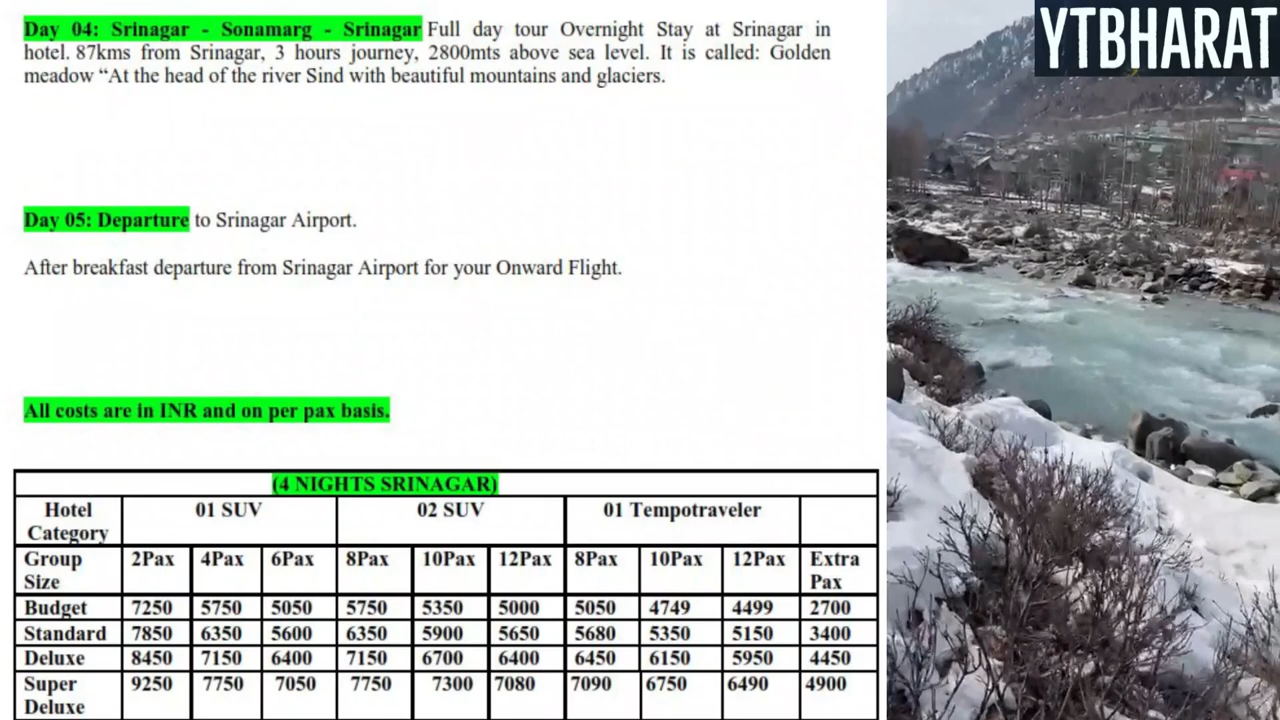 Day 04: Srinagar - Sonamarg - Srinagar Full day tour Overnight Stay at Srinagar in
hotel. 87kms from Srinagar, 3 hours journey, 2800mts above sea level. It is called: Golden
meadow “At the head of the river Sind with beautiful mountains and glaciers.
Day 05: Departure to Srinagar Airport.
After breakfast departure from Srinagar Airport for your Onward Flight.
All costs are in INR and on per pax basis.
(4 NIGHTS SRINAGAR)
Hotel Category 01 SUV 02 SUV 01 Tempotraveler
Group Size 2Pax 4Pax 6Pax 8Pax 10Pax 12Pax 8Pax 10Pax 12Pax Extra Pax
Budget 7250 5750 5050 5750 5350 5000 5050 4749 4499 2700
Standard 7850 6350 5600 6350 5900 5650 5680 5350 5150 3400
Deluxe 8450 7150 6400 7150 6700 6400 6450 6150 5950 4450
Super Deluxe 9250 7750 7050 7750 7300 7080 7090 6750 6490 4900
YTBHARAT